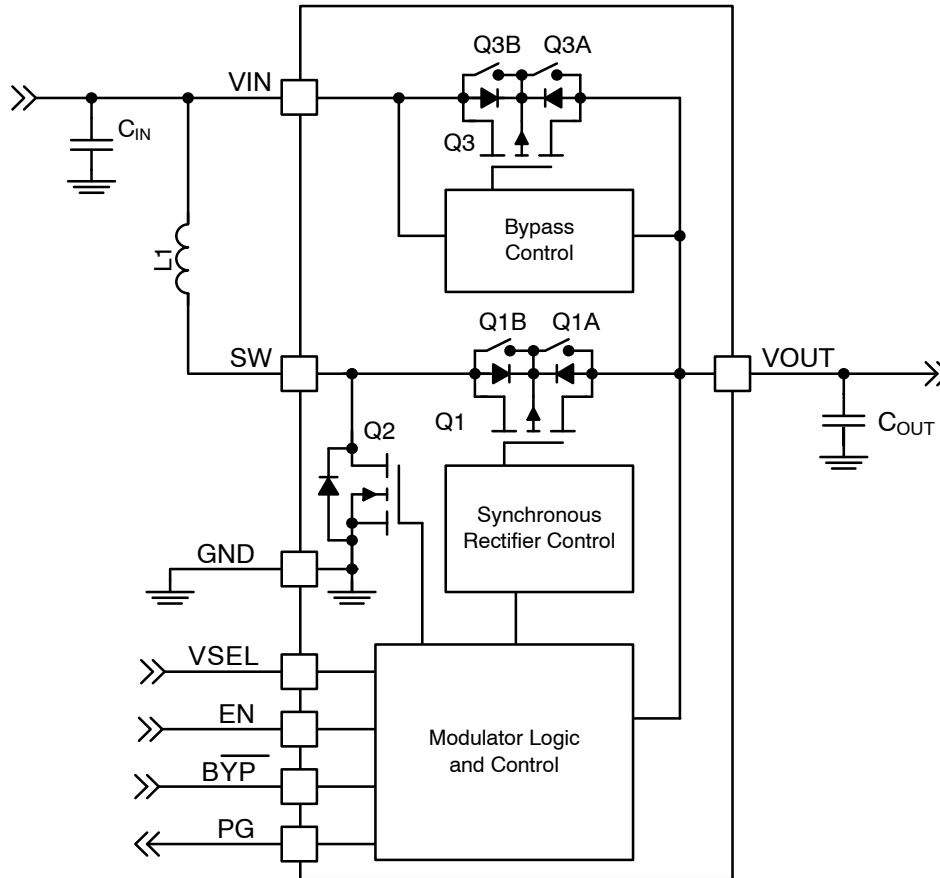 Q3B Q3A
VIN
CIN
Q3
Bypass
Control
L1
Q1B Q1A
SW
VOUT
Q2
Q1
COUT
Synchronous
Rectifier Control
GND
VSEL
EN
Modulator Logic
and Control
BYP
PG